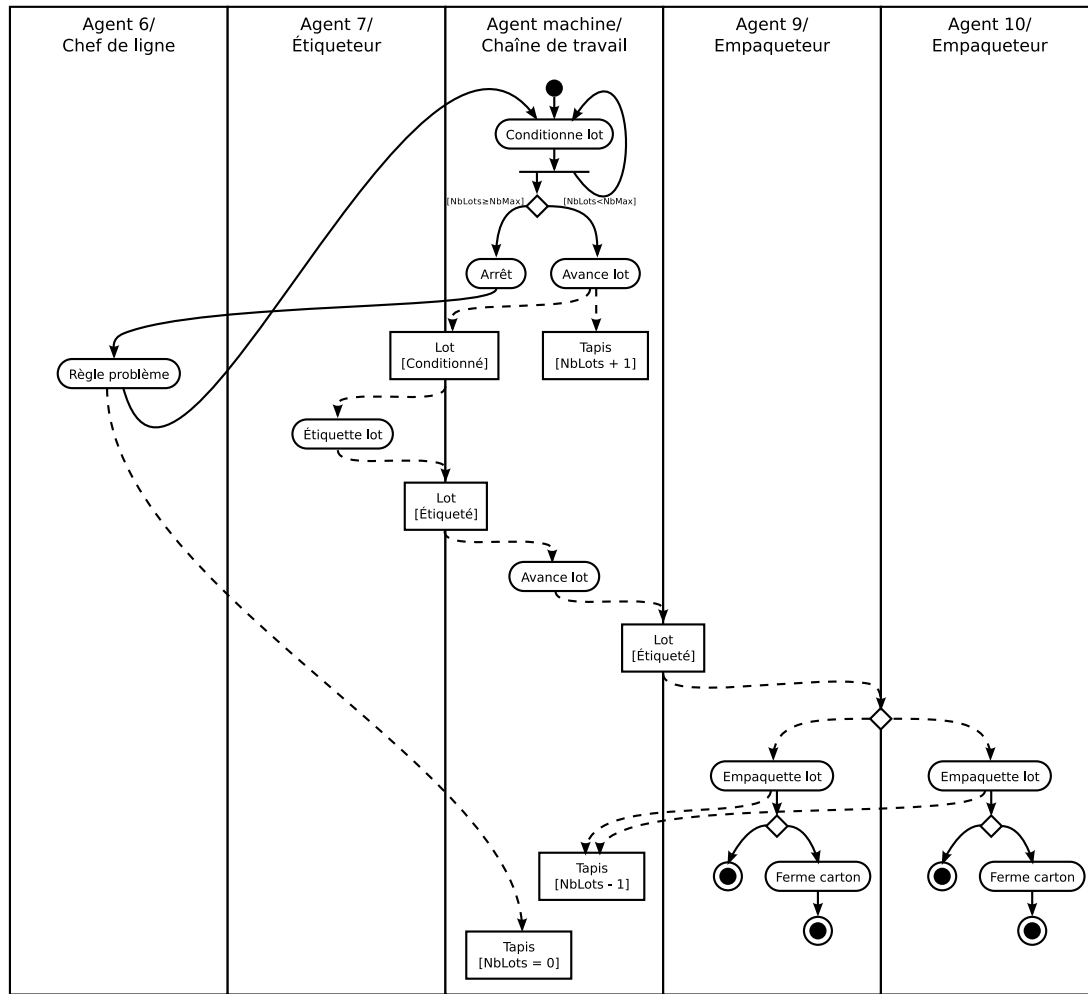 Agent 6/
Chef de ligne
Agent 7/
Étiqueteur
Agent machine/
Chaîne de travail
Agent 9/
Empaqueteur
Agent 10/
Empaqueteur
Conditionne lot
[NbLots≥NbMax]
[NbLots<NbMax]
Arrêt
Avance lot
Lot
[Conditionné]
Tapis
[NbLots + 1]
Règle problème
Étiquette lot
Lot
[Étiqueté]
Avance lot
Lot
[Étiqueté]
Empaquette lot
Empaquette lot
Tapis
[NbLots - 1]
Ferme carton
Ferme carton
Tapis
[NbLots = 0]